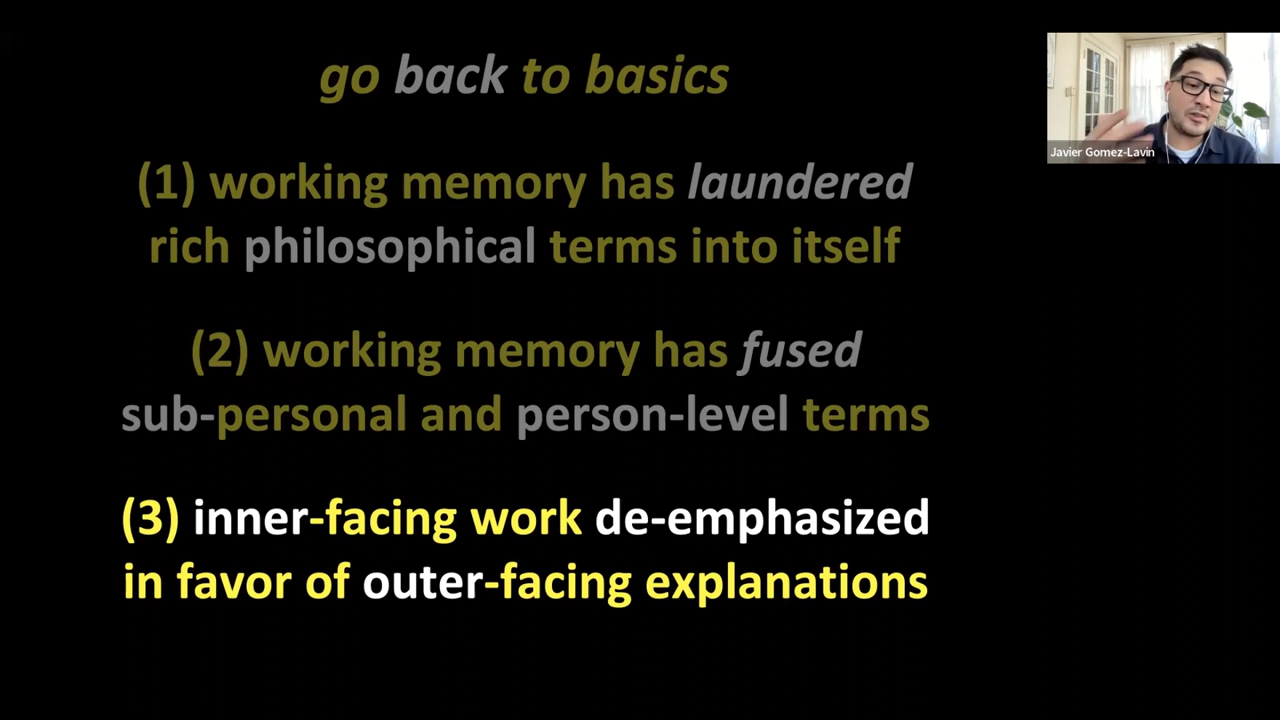 go back to basics
(1) working memory has laundered
rich philosophical terms into itself
(2) working memory has fused
sub-personal and person-level terms
(3) inner-facing work de-emphasized
in favor of outer-facing explanations
Javier Gomez-Lavin